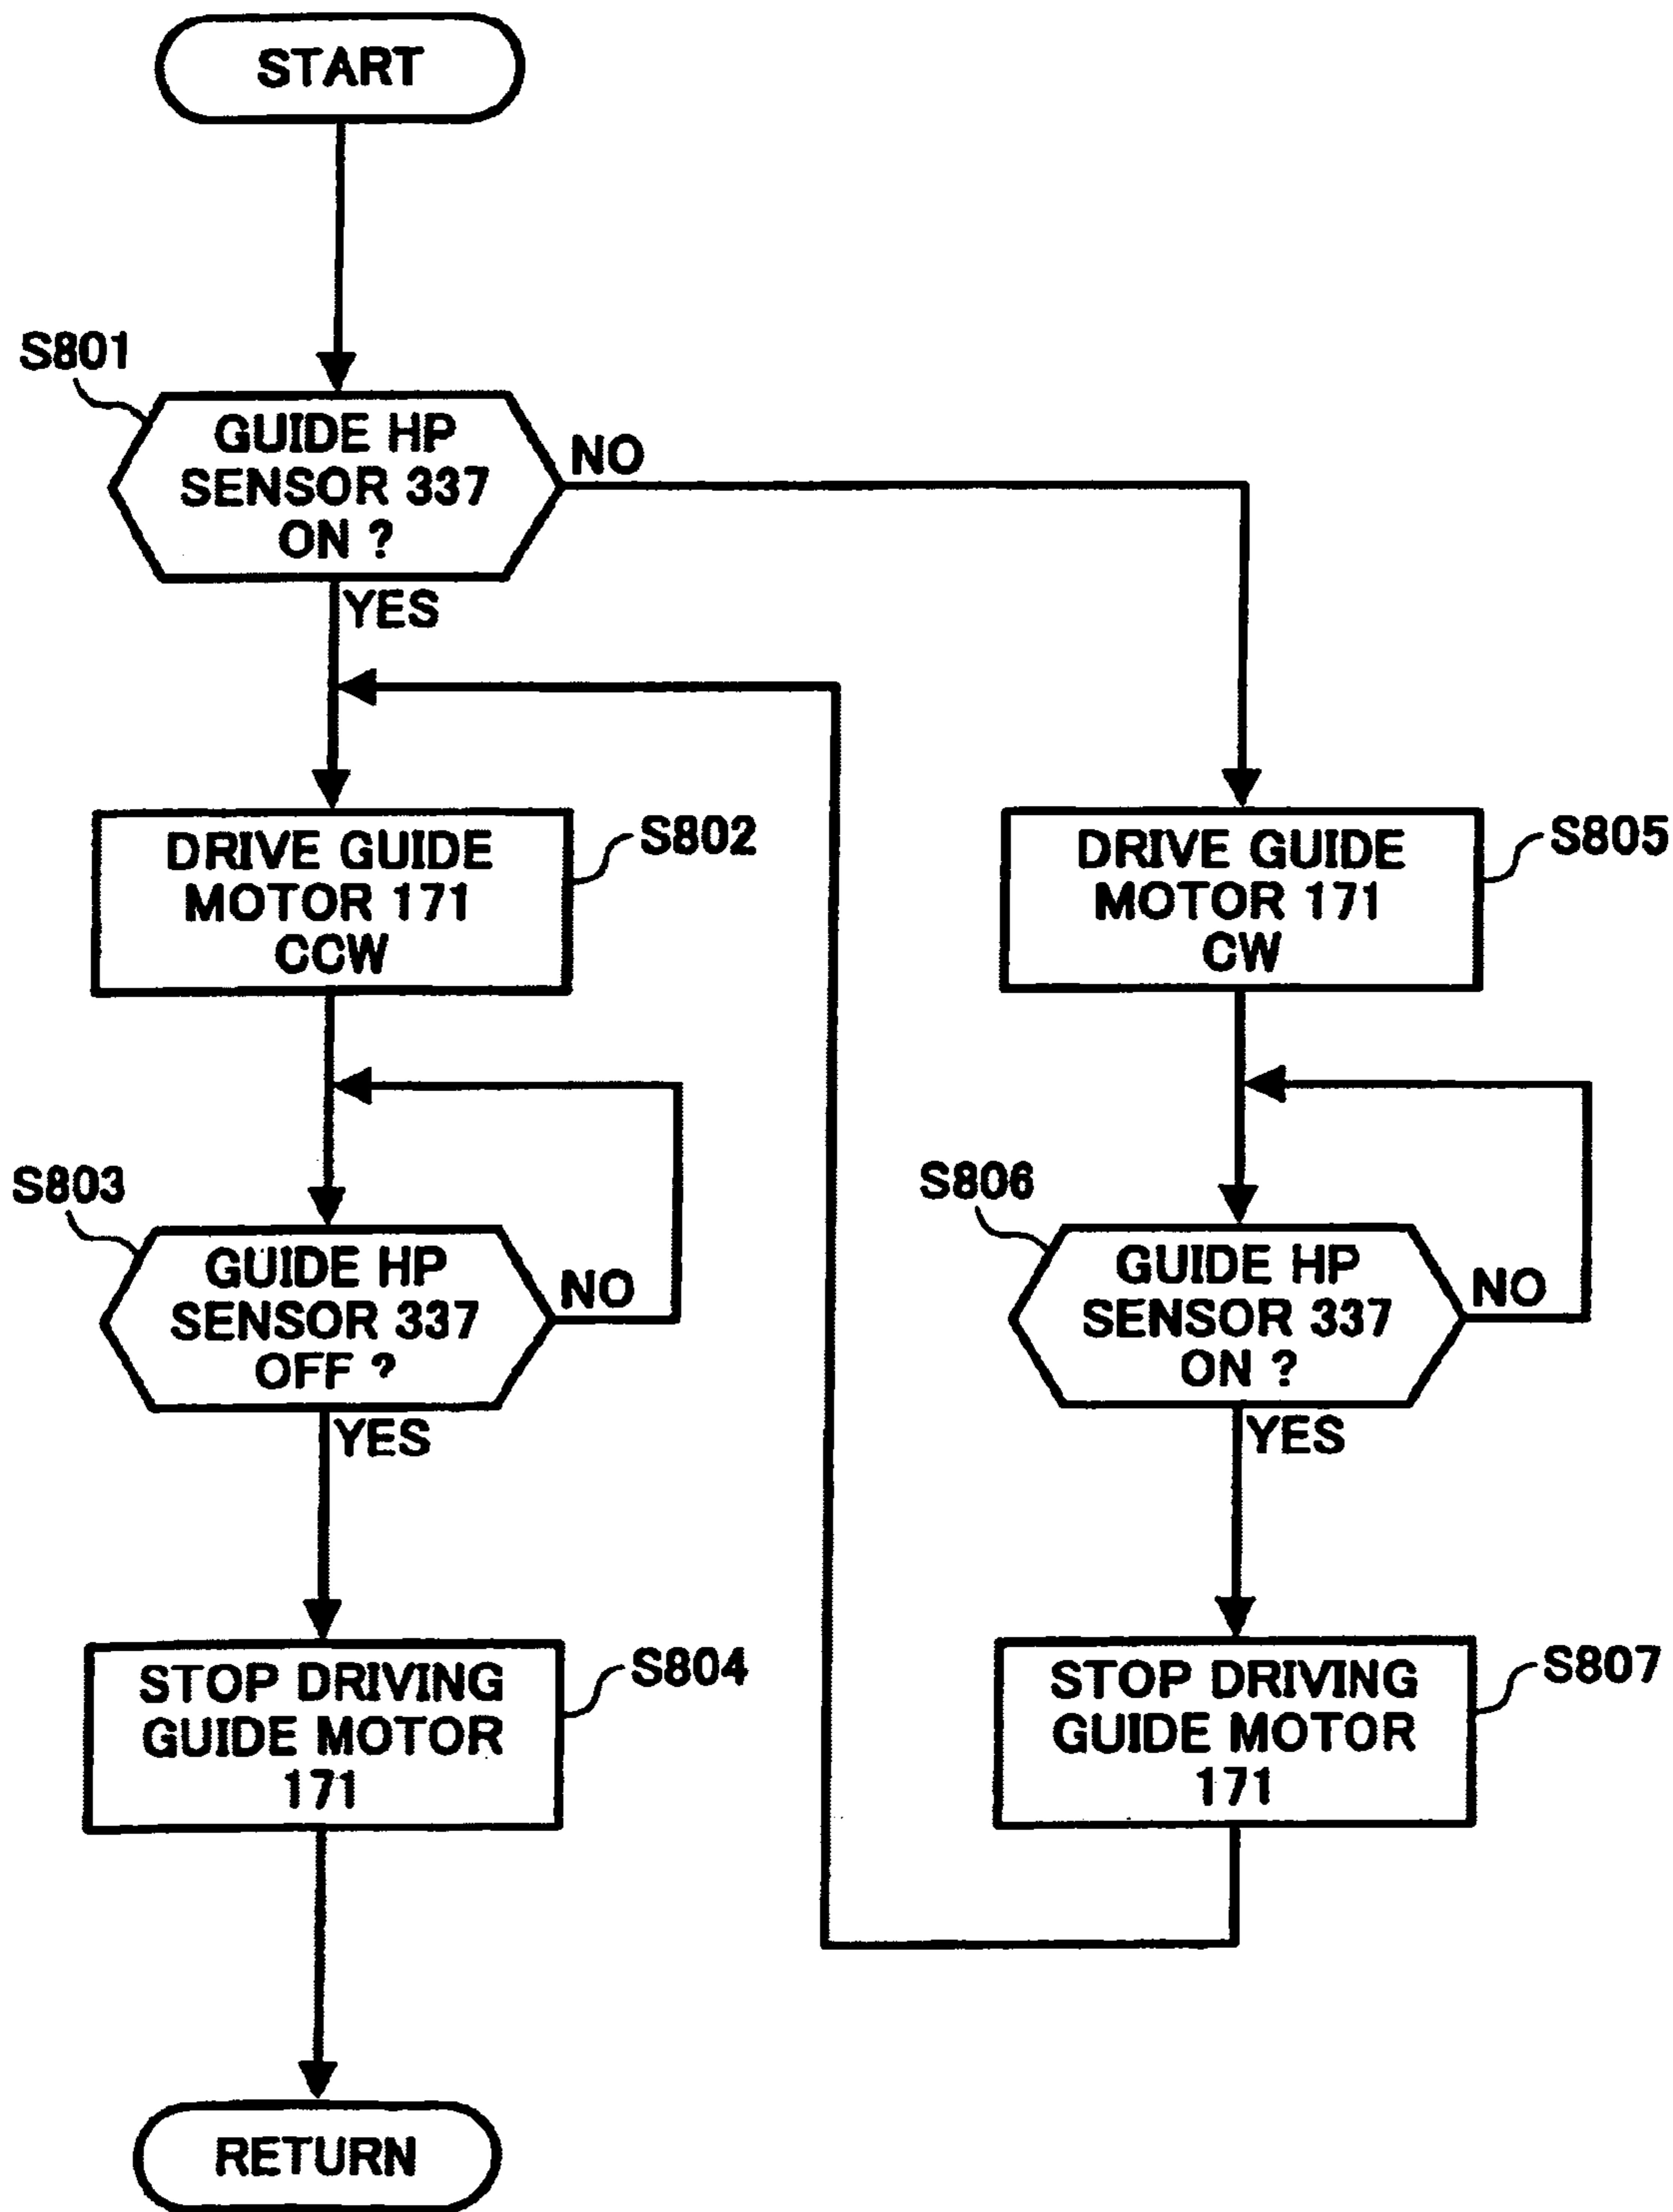 START
S801
GUIDE HP
SENSOR 337
ON ?
NO
YES
DRIVE GUIDE
MOTOR 171
CCW
S802
DRIVE GUIDE
MOTOR 171
CW
S805
S803
GUIDE HP
SENSOR 337
OFF ?
NO
YES
S806
GUIDE HP
SENSOR 337
ON ?
NO
YES
STOP DRIVING
GUIDE MOTOR
171
S804
STOP DRIVING
GUIDE MOTOR
171
S807
RETURN